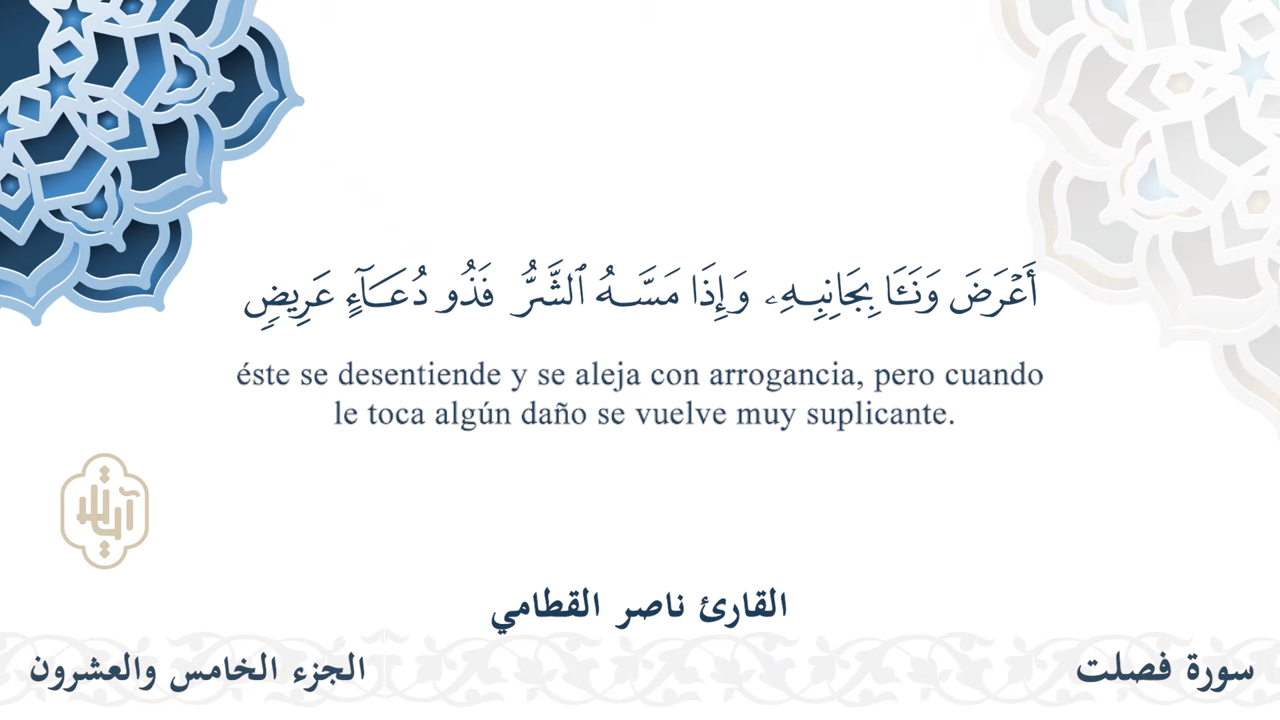 أَعْرَضَ وَنَـَٔا بِجَانِبِهِۦ وَإِذَا مَسَّهُ ٱلشَّرُّ فَذُو دُعَآءٍ عَرِيضٍ
éste se desentiende y se aleja con arrogancia, pero cuando
le toca algún daño se vuelve muy suplicante.
القارئ ناصر القطامي
سورة فصلت
الجزء الخامس والعشرون